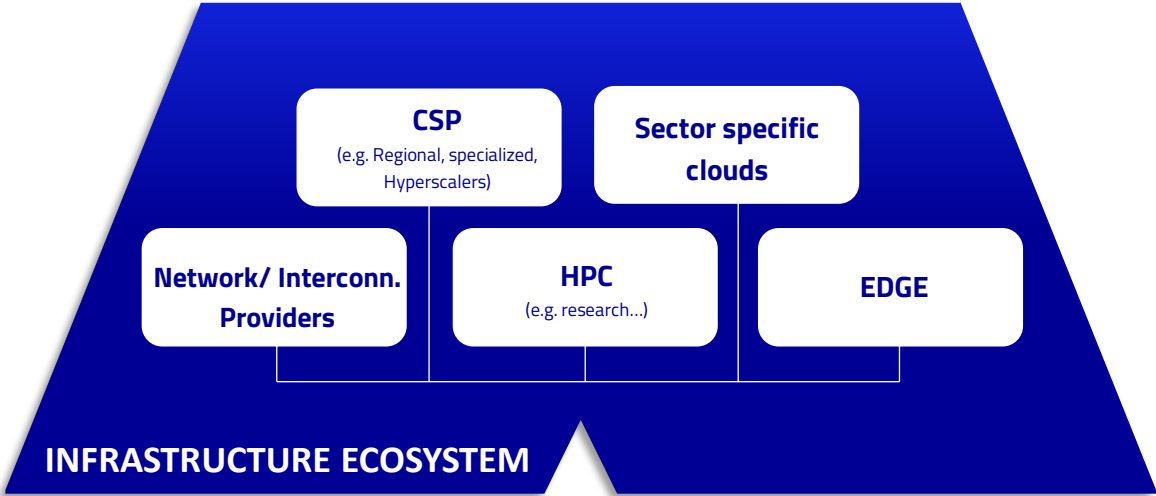 CSP
(e.g. Regional, specialized,
Hyperscalers)
Sector specific
clouds
Network/ Interconn.
Providers
HPC
(e.g. research...)
EDGE
INFRASTRUCTURE ECOSYSTEM